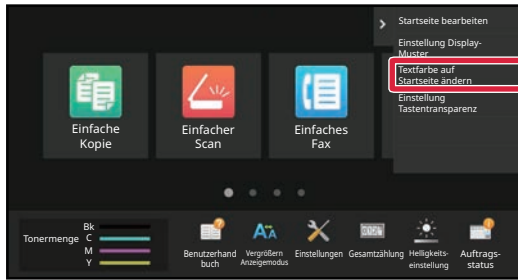 Startseite bearbeiten
Einstellung Display-
Muster
Textfarbe auf
Startseite ändern
Einstellung
Tastentransparenz
Einfache
Kopie
Einfacher
Scan
Einfaches
Fax
Tonermenge
Bk
C
M
Y
Benutzerhand
buch
Vergrößern
Anzeigemodus
Einstellungen
Gesamtzählung
Helligkeits-
einstellung
Auftrags-
status